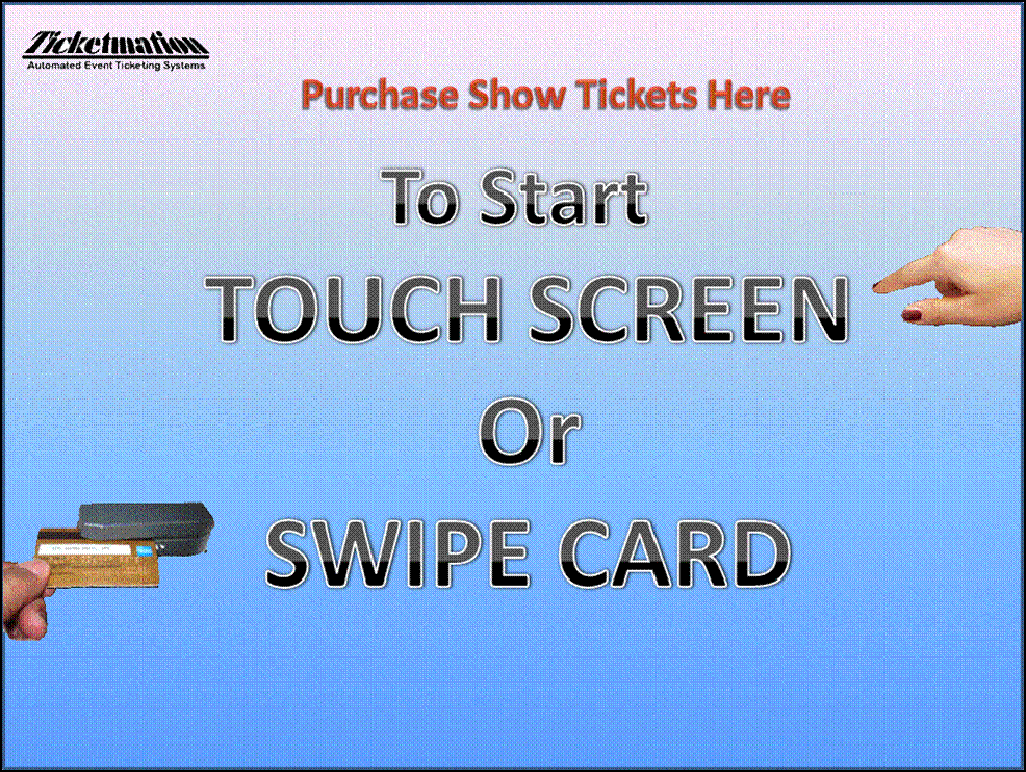 Ticketmation
Automated Event Ticketing Systems
Purchase Show Tickets Here
To Start
TOUCH SCREEN
Or
SWIPE CARD